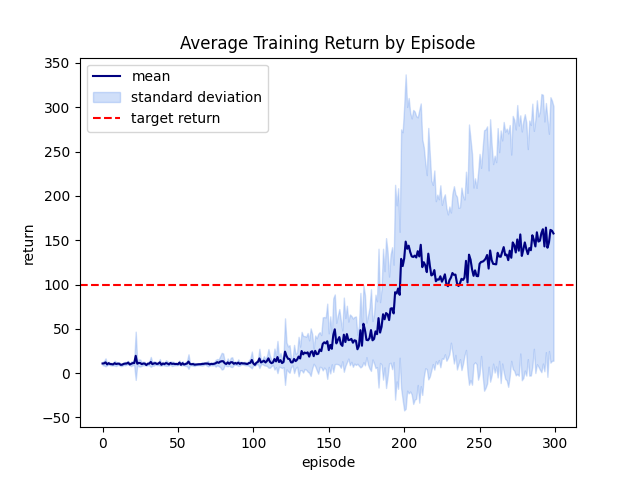 Average Training Return by Episode
mean
standard deviation
target return
350
300
250
200
150
100
50
0
−50
return
0
50
100
150
200
250
300
episode